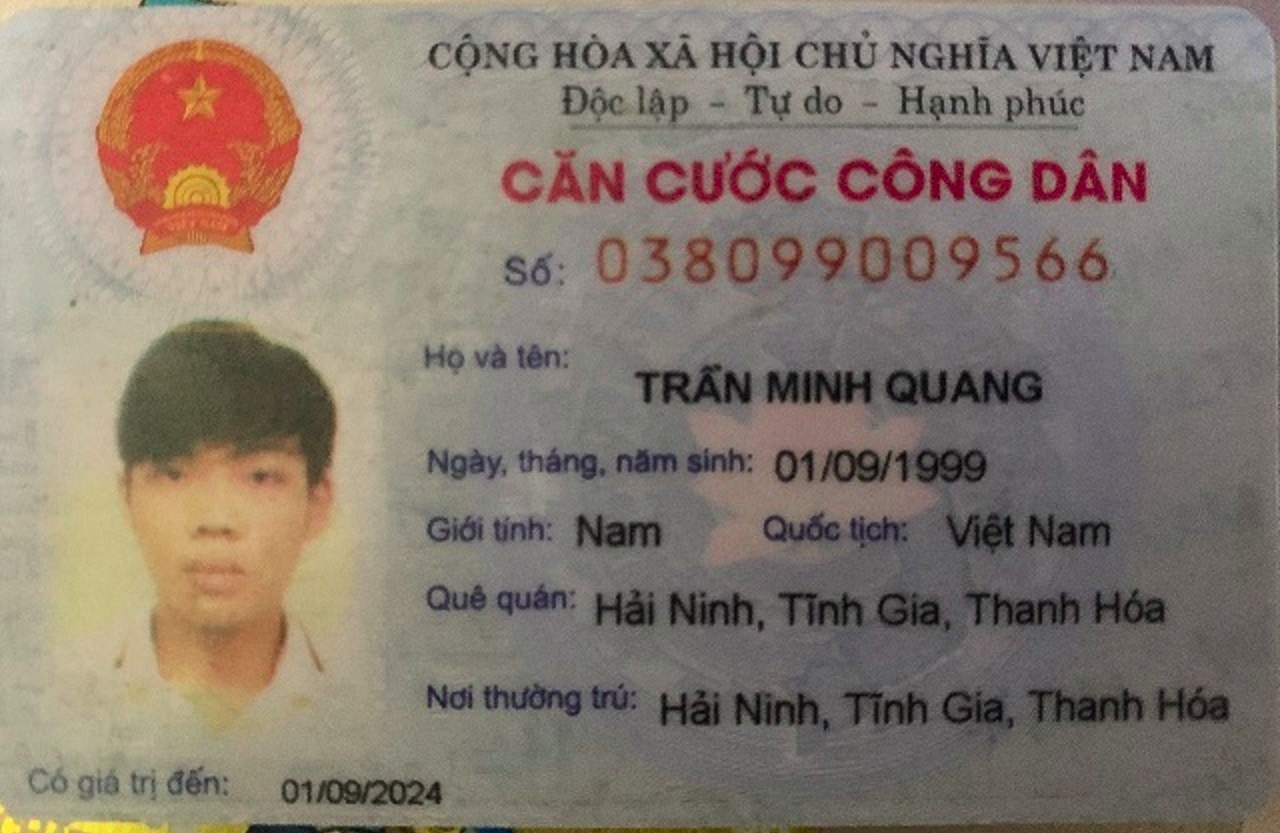 CỘNG HÒA XÃ HỘI CHỦ NGHĨA VIỆT NAM
Độc lập - Tự do - Hạnh phúc
CĂN CƯỚC CÔNG DÂN
Số: 038099009566
Họ và tên:
TRẦN MINH QUANG
Ngày, tháng, năm sinh: 01/09/1999
Giới tính: Nam Quốc tịch: Việt Nam
Quê quán: Hải Ninh, Tĩnh Gia, Thanh Hóa
Nơi thường trú: Hải Ninh, Tĩnh Gia, Thanh Hóa
Có giá trị đến: 01/09/2024